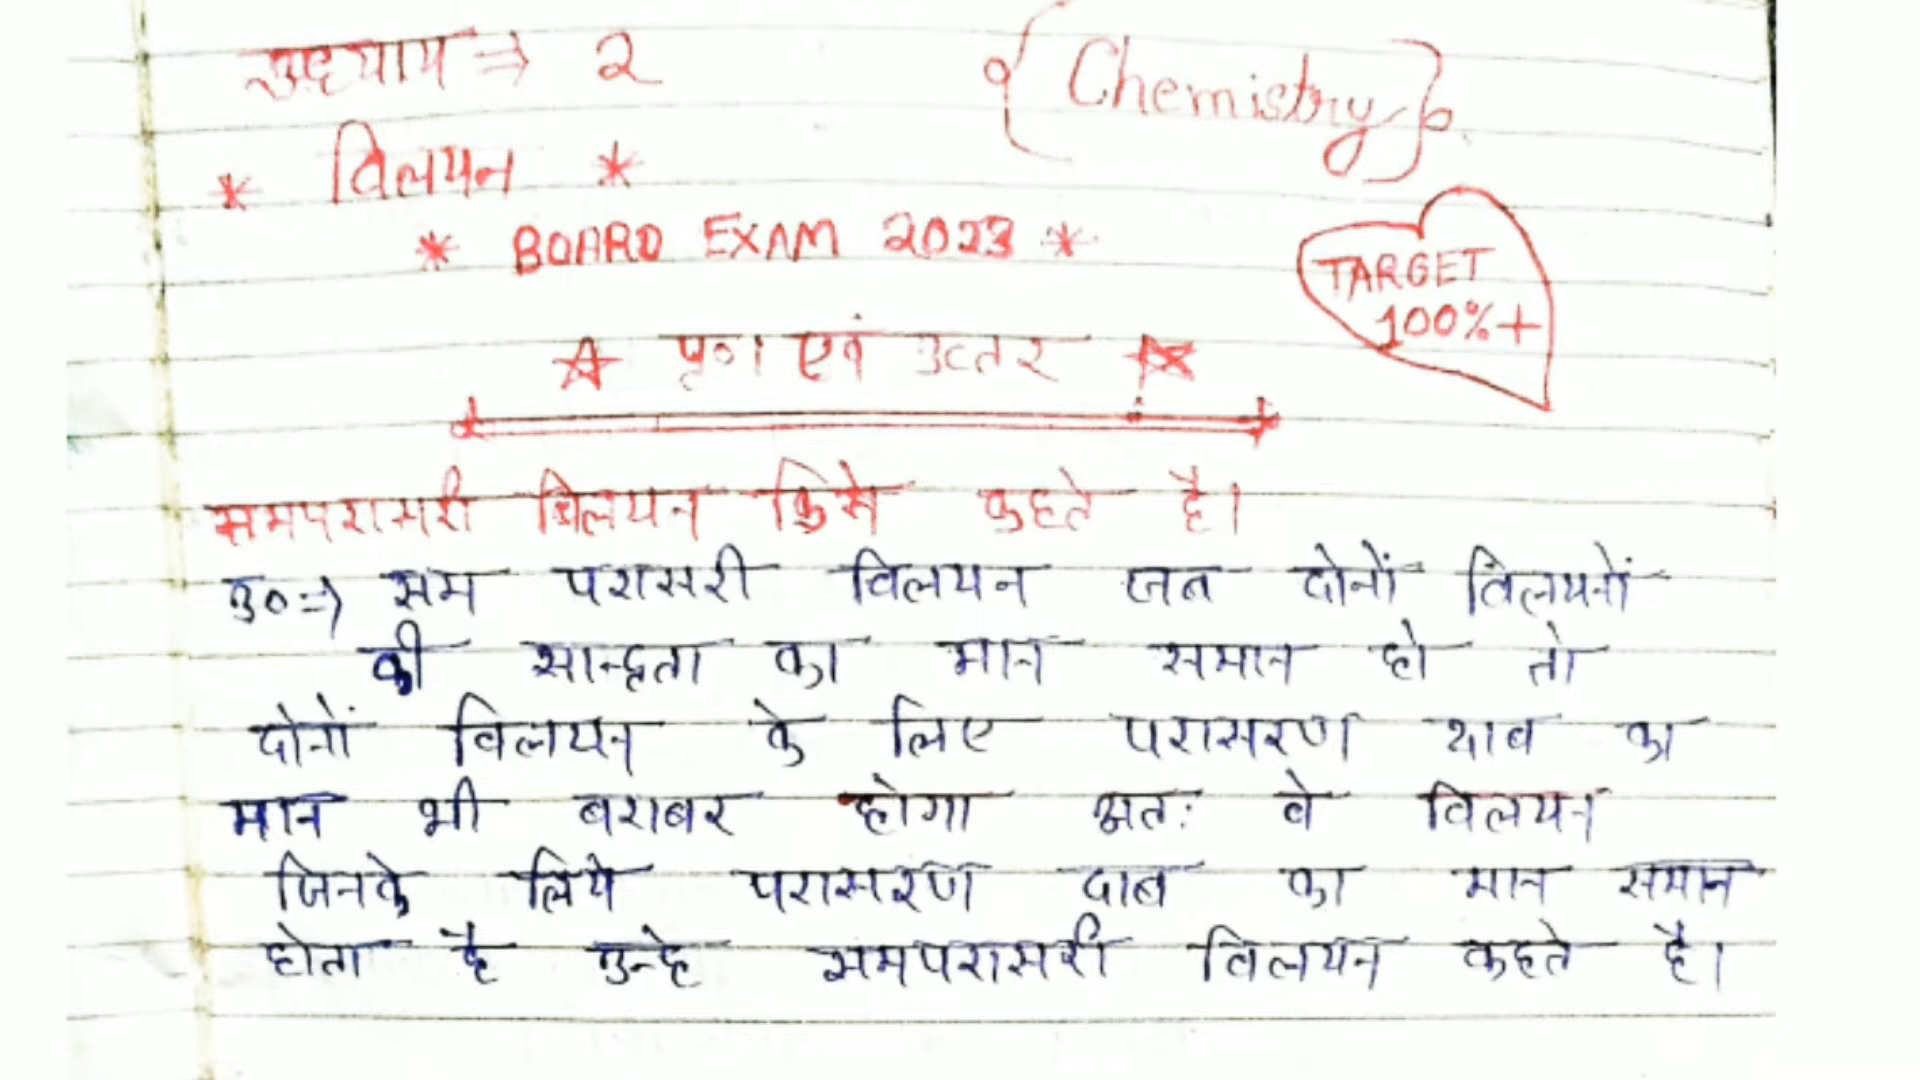 अध्याय ⇒ 2
{Chemistry}
* विलयन *
* BOARD EXAM 2023 *
TARGET
100%+
☆ प्र०। एवं उत्तर ☆
समपरासरी विलयन किसे कहते है।
उ०⇒ सम परासरी विलयन जब दोनों विलयनों
की सान्द्रता का मान समान हो तो
दोनों विलयन के लिए परासरण दाब का
मान भी बराबर होगा अतः वे विलयन
जिनके लिये परासरण दाब का मान समान
होता है उन्हे समपरासरी विलयन कहते है।